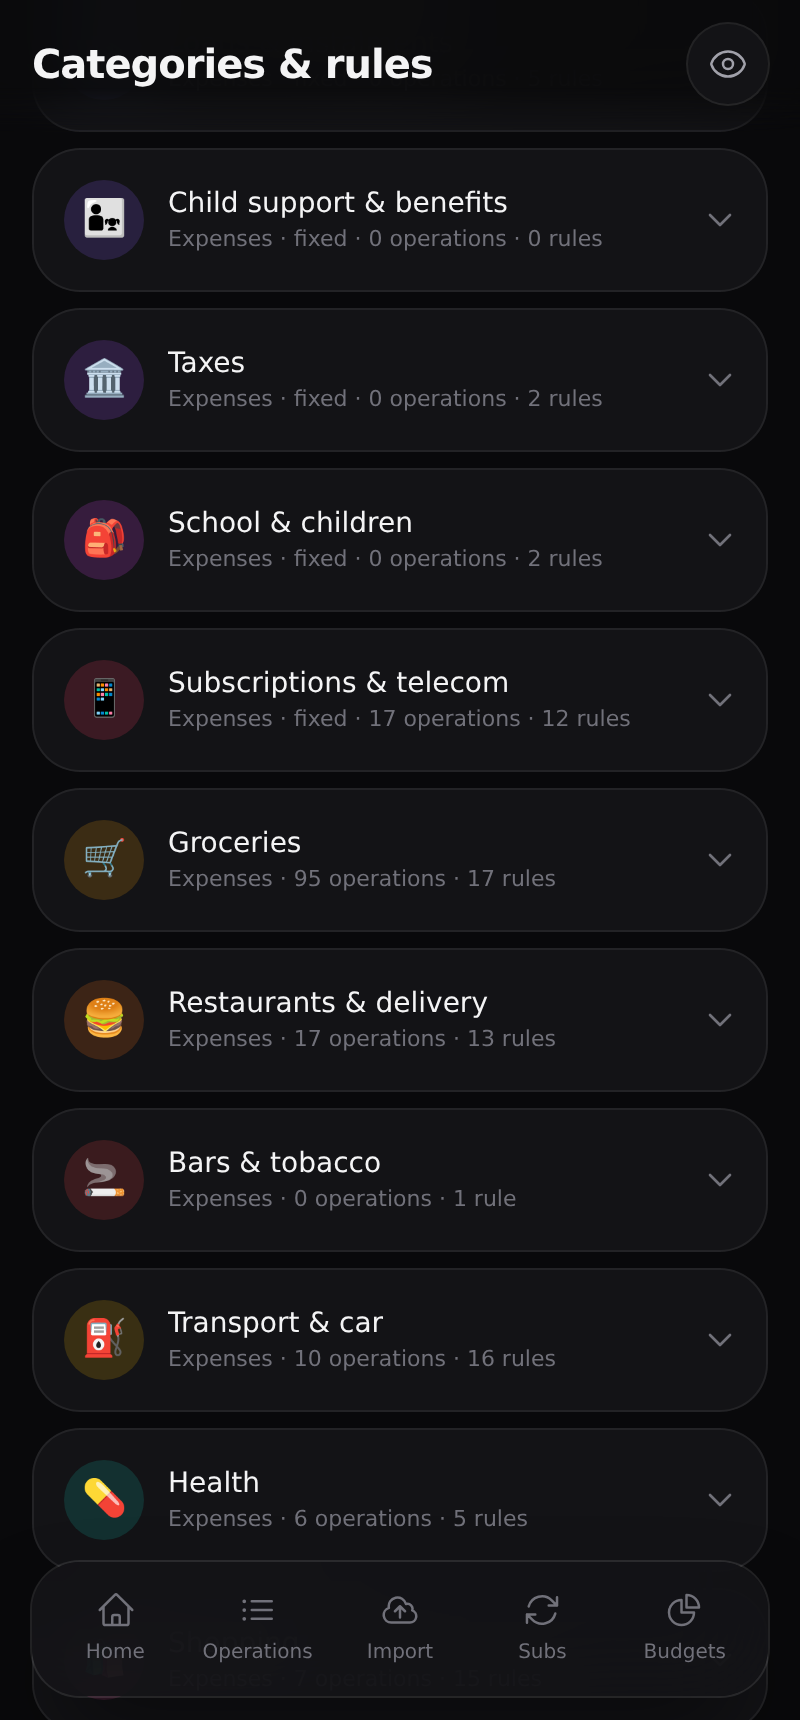 Categories & rules
Child support & benefits
Expenses · fixed · 0 operations · 0 rules
Taxes
Expenses · fixed · 0 operations · 2 rules
School & children
Expenses · fixed · 0 operations · 2 rules
Subscriptions & telecom
Expenses · fixed · 17 operations · 12 rules
Groceries
Expenses · 95 operations · 17 rules
Restaurants & delivery
Expenses · 17 operations · 13 rules
Bars & tobacco
Expenses · 0 operations · 1 rule
Transport & car
Expenses · 10 operations · 16 rules
Health
Expenses · 6 operations · 5 rules
Home
Operations
Import
Subs
Budgets